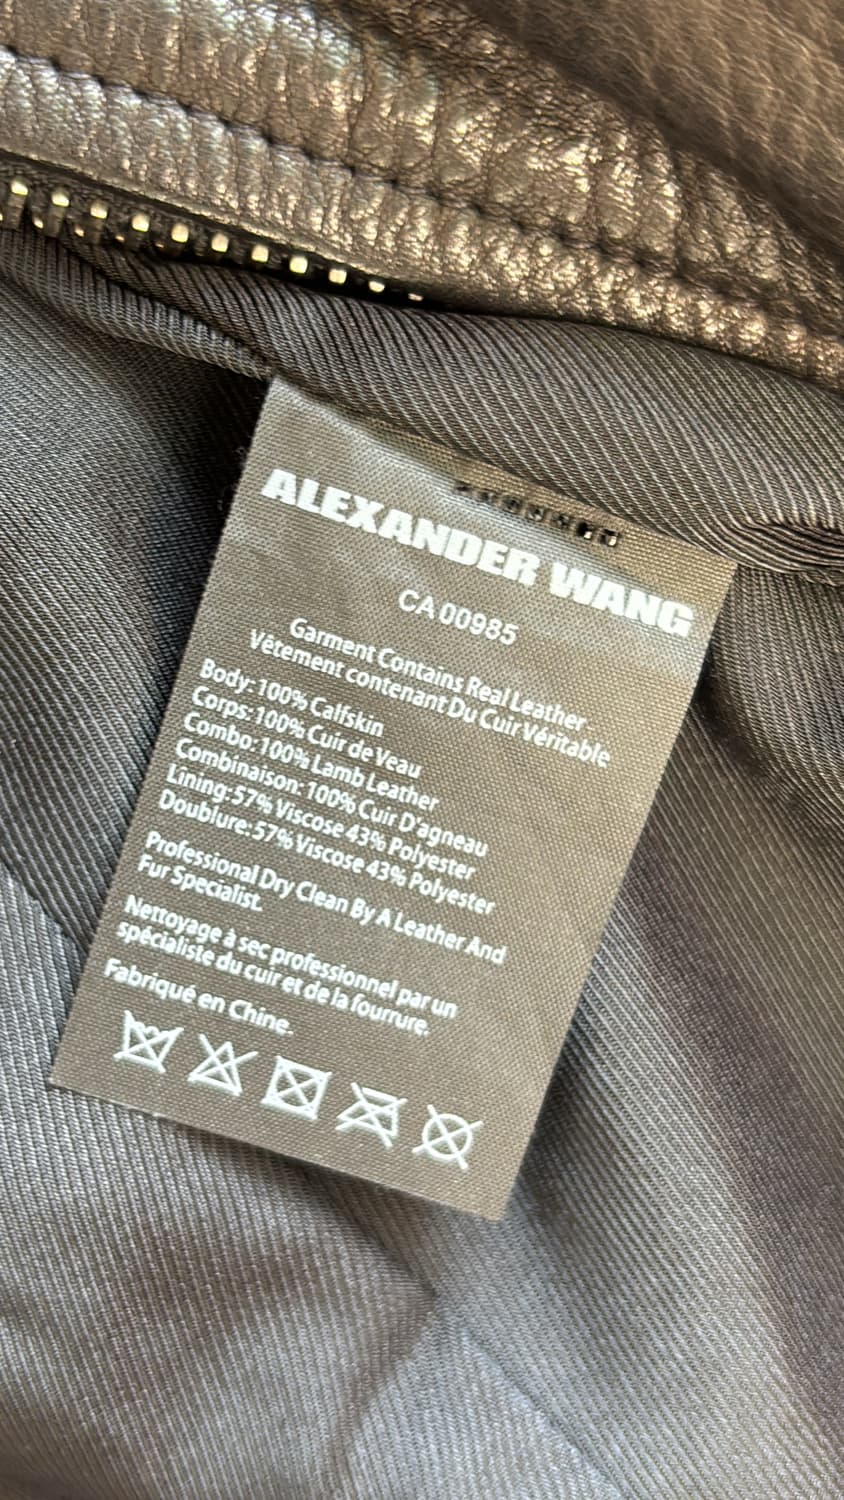 ALEXANDER WANG
CA 00985
Garment Contains Real Leather
Vêtement contenant Du Cuir Véritable
Body: 100% Calfskin
Corps: 100% Cuir de Veau
Combo: 100% Lamb Leather
Combinaison: 100% Cuir D'agneau
Lining: 57% Viscose 43% Polyester
Doublure: 57% Viscose 43% Polyester
Professional Dry Clean By A Leather And
Fur Specialist.
Nettoyage à sec professionnel par un
spécialiste du cuir et de la fourrure.
Fabriqué en Chine.